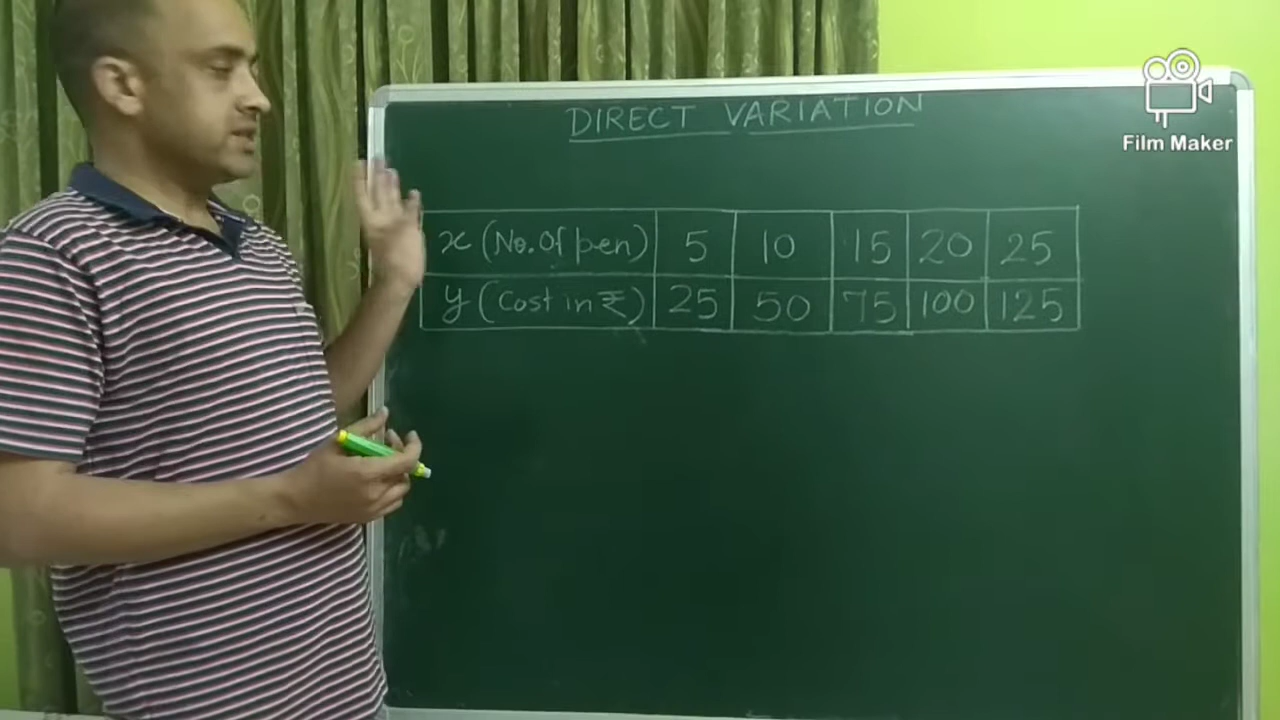 DIRECT VARIATION
x (No. Of pen) 5 10 15 20 25
y (Cost in ₹) 25 50 75 100 125
Film Maker